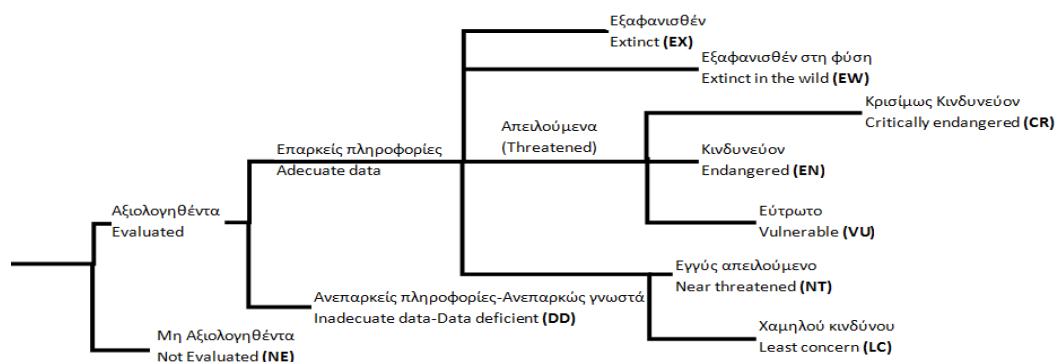 Εξαφανισθέν
Extinct (EX)
Εξαφανισθέν στη φύση
Extinct in the wild (EW)
Κρισίμως Κινδυνεύον
Critically endangered (CR)
Απειλούμενα
(Threatened)
Επαρκείς πληροφορίες
Adecuate data
Κινδυνεύον
Endangered (EN)
Αξιολογηθέντα
Evaluated
Εύτρωτο
Vulnerable (VU)
Εγγύς απειλούμενο
Near threatened (NT)
Ανεπαρκείς πληροφορίες-Ανεπαρκώς γνωστά
Inadecuate data-Data deficient (DD)
Μη Αξιολογηθέντα
Not Evaluated (NE)
Χαμηλού κινδύνου
Least concern (LC)